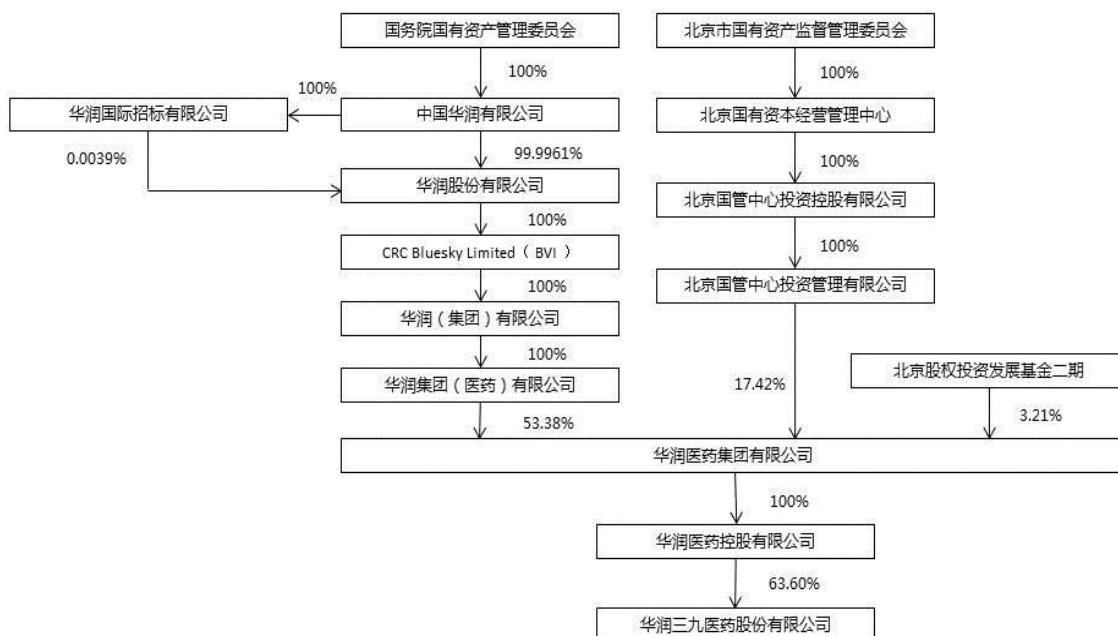 国务院国有资产管理委员会
北京市国有资产监督管理委员会
100%
100%
100%
华润国际招标有限公司
中国华润有限公司
北京国有资本经营管理中心
0.0039%
99.9961%
100%
华润股份有限公司
北京国管中心投资控股有限公司
100%
100%
CRC Bluesky Limited（ BVI ）
北京国管中心投资管理有限公司
100%
华润（集团）有限公司
100%
华润集团（医药）有限公司
17.42%
北京股权投资发展基金二期
53.38%
3.21%
华润医药集团有限公司
100%
华润医药控股有限公司
63.60%
华润三九医药股份有限公司